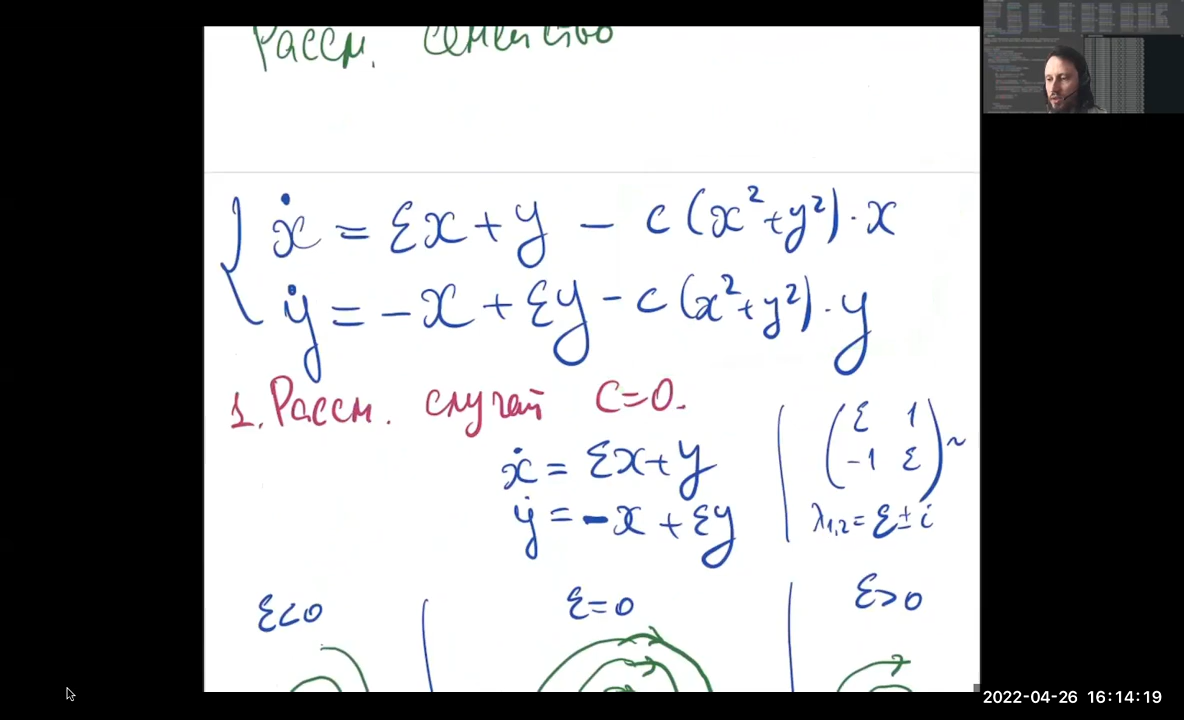 Рассм. семейство
ẋ = εx + y − c(x²+y²)·x
ẏ = −x + εy − c(x²+y²)·y
1. Рассм. случай C=0.
ẋ = εx+y
ẏ = −x + εy
(ε 1
−1 ε) ~
λ₁,₂ = ε ± i
ε<0
ε=0
ε>0
2022-04-26 16:14:19